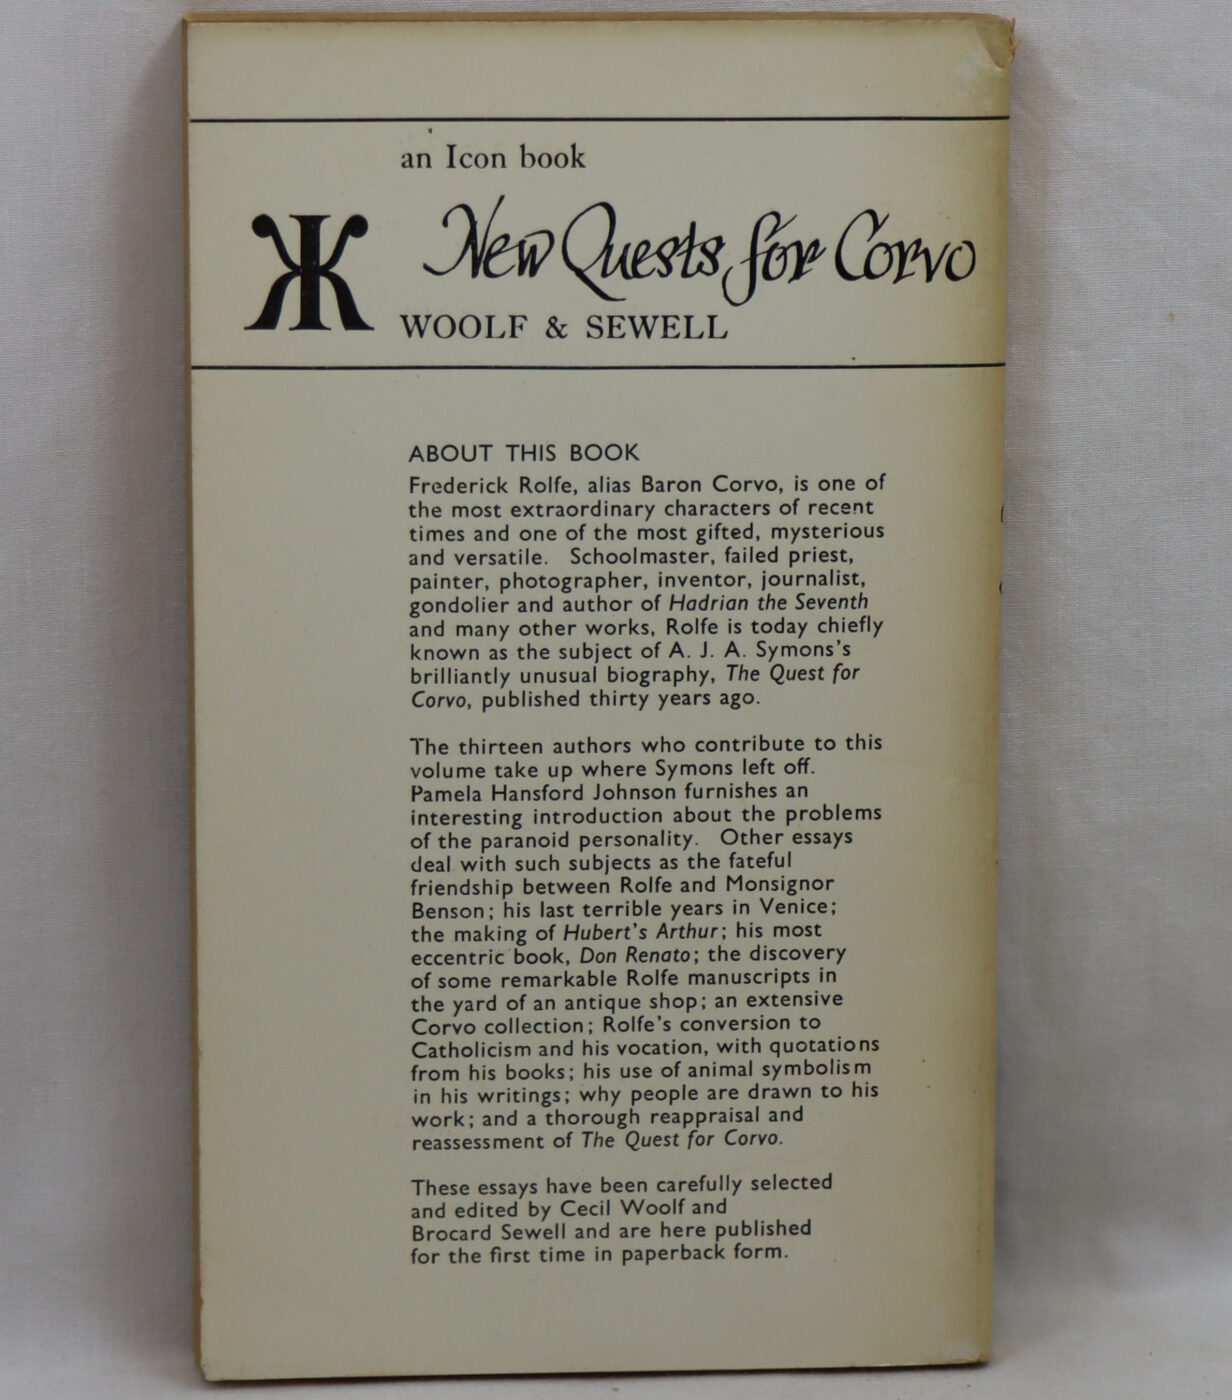 an Icon book
New Quests for Corvo
WOOLF & SEWELL
ABOUT THIS BOOK
Frederick Rolfe, alias Baron Corvo, is one of
the most extraordinary characters of recent
times and one of the most gifted, mysterious
and versatile. Schoolmaster, failed priest,
painter, photographer, inventor, journalist,
gondolier and author of Hadrian the Seventh
and many other works, Rolfe is today chiefly
known as the subject of A. J. A. Symons's
brilliantly unusual biography, The Quest for
Corvo, published thirty years ago.
The thirteen authors who contribute to this
volume take up where Symons left off.
Pamela Hansford Johnson furnishes an
interesting introduction about the problems
of the paranoid personality. Other essays
deal with such subjects as the fateful
friendship between Rolfe and Monsignor
Benson; his last terrible years in Venice;
the making of Hubert's Arthur; his most
eccentric book, Don Renato; the discovery
of some remarkable Rolfe manuscripts in
the yard of an antique shop; an extensive
Corvo collection; Rolfe's conversion to
Catholicism and his vocation, with quotations
from his books; his use of animal symbolism
in his writings; why people are drawn to his
work; and a thorough reappraisal and
reassessment of The Quest for Corvo.
These essays have been carefully selected
and edited by Cecil Woolf and
Brocard Sewell and are here published
for the first time in paperback form.